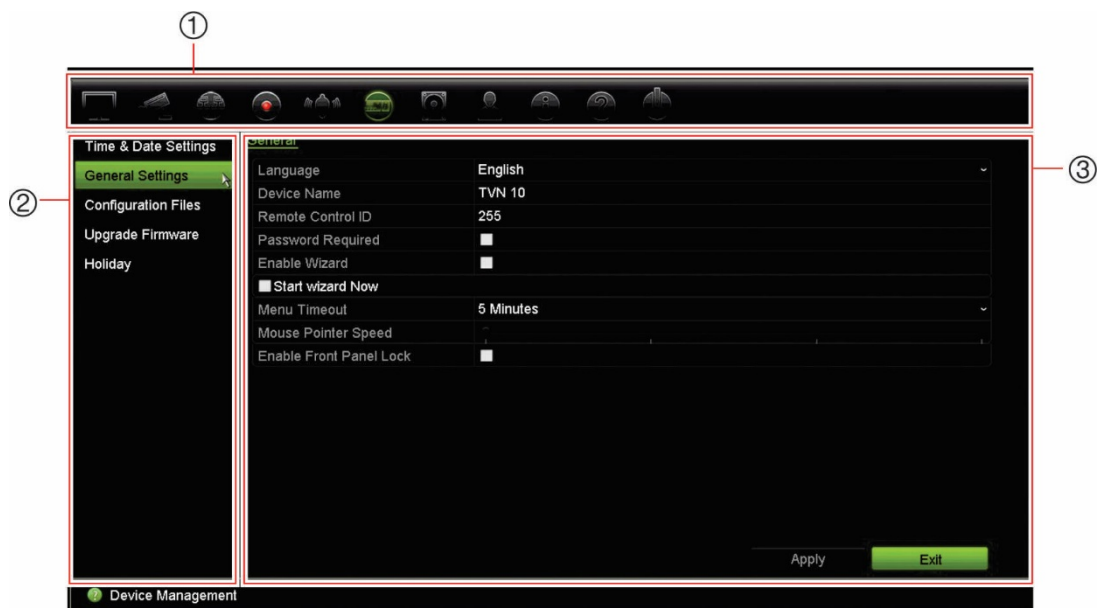 ①
Time & Date Settings
General Settings
Configuration Files
Upgrade Firmware
Holiday
②
General
Language English
Device Name TVN 10
Remote Control ID 255
Password Required
Enable Wizard
Start wizard Now
Menu Timeout 5 Minutes
Mouse Pointer Speed
Enable Front Panel Lock
③
Apply Exit
Device Management